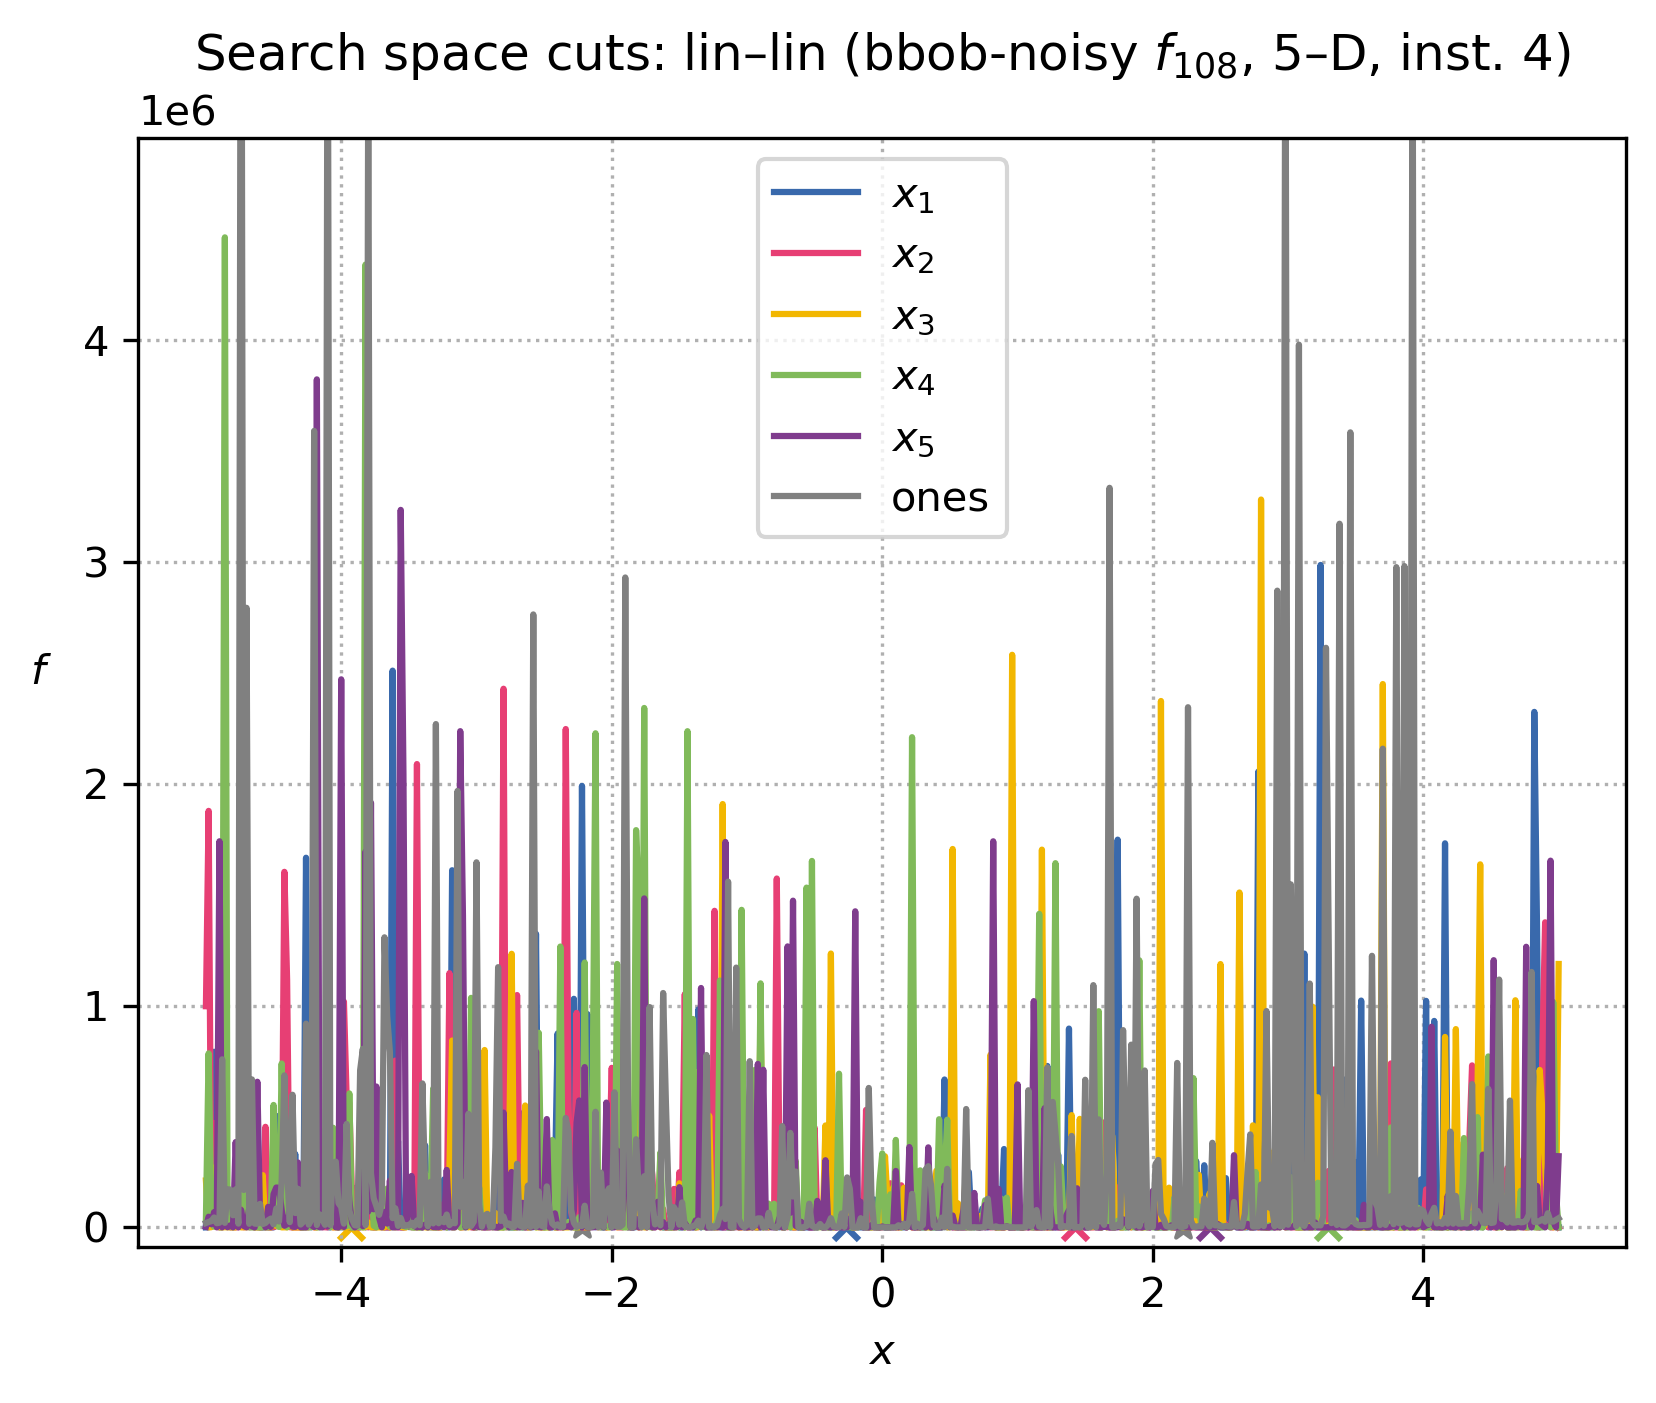 Search space cuts: lin–lin (bbob-noisy f₁₀₈, 5–D, inst. 4)
1e6
x₁
x₂
x₃
x₄
x₅
ones
4
3
2
1
0
f
−4 −2 0 2 4
x